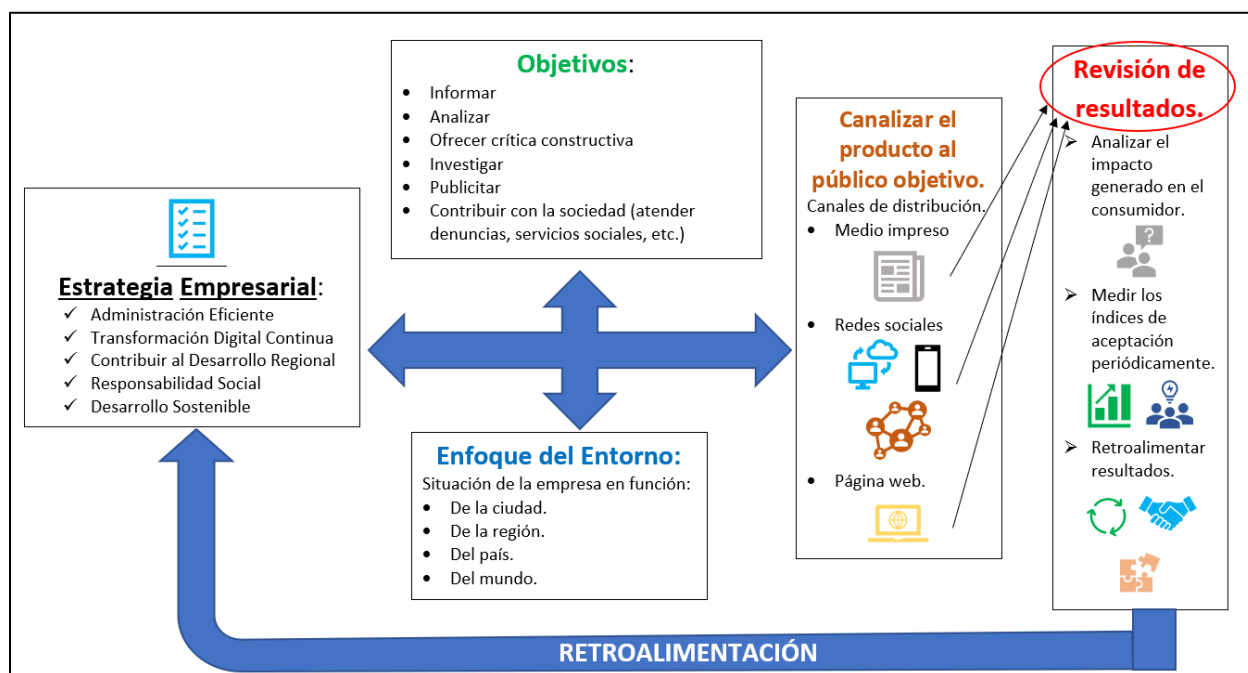 Estrategia Empresarial:
✓ Administración Eficiente
✓ Transformación Digital Continua
✓ Contribuir al Desarrollo Regional
✓ Responsabilidad Social
✓ Desarrollo Sostenible
Objetivos:
• Informar
• Analizar
• Ofrecer crítica constructiva
• Investigar
• Publicitar
• Contribuir con la sociedad (atender
denuncias, servicios sociales, etc.)
Enfoque del Entorno:
Situación de la empresa en función:
• De la ciudad.
• De la región.
• Del país.
• Del mundo.
Canalizar el
producto al
público objetivo.
Canales de distribución.
• Medio impreso
• Redes sociales
• Página web.
Revisión de
resultados.
➢ Analizar el
impacto
generado en el
consumidor.
➢ Medir los
índices de
aceptación
periódicamente.
➢ Retroalimentar
resultados.
RETROALIMENTACIÓN